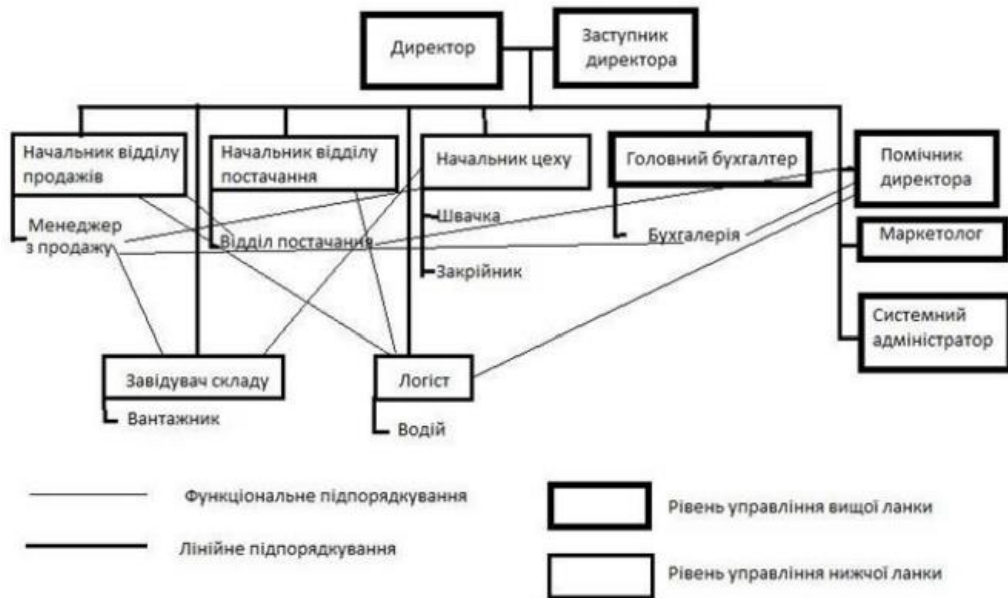 Директор
Заступник
директора
Начальник відділу
продажів
Начальник відділу
постачання
Начальник цеху
Головний бухгалтер
Помічник
директора
Менеджер
з продажу
Відділ постачання
Швачка
Закрійник
Бухгалерія
Маркетолог
Системний
адміністратор
Завідувач складу
Логіст
Вантажник
Водій
Функціональне підпорядкування
Рівень управління вищої ланки
Лінійне підпорядкування
Рівень управління нижчої ланки